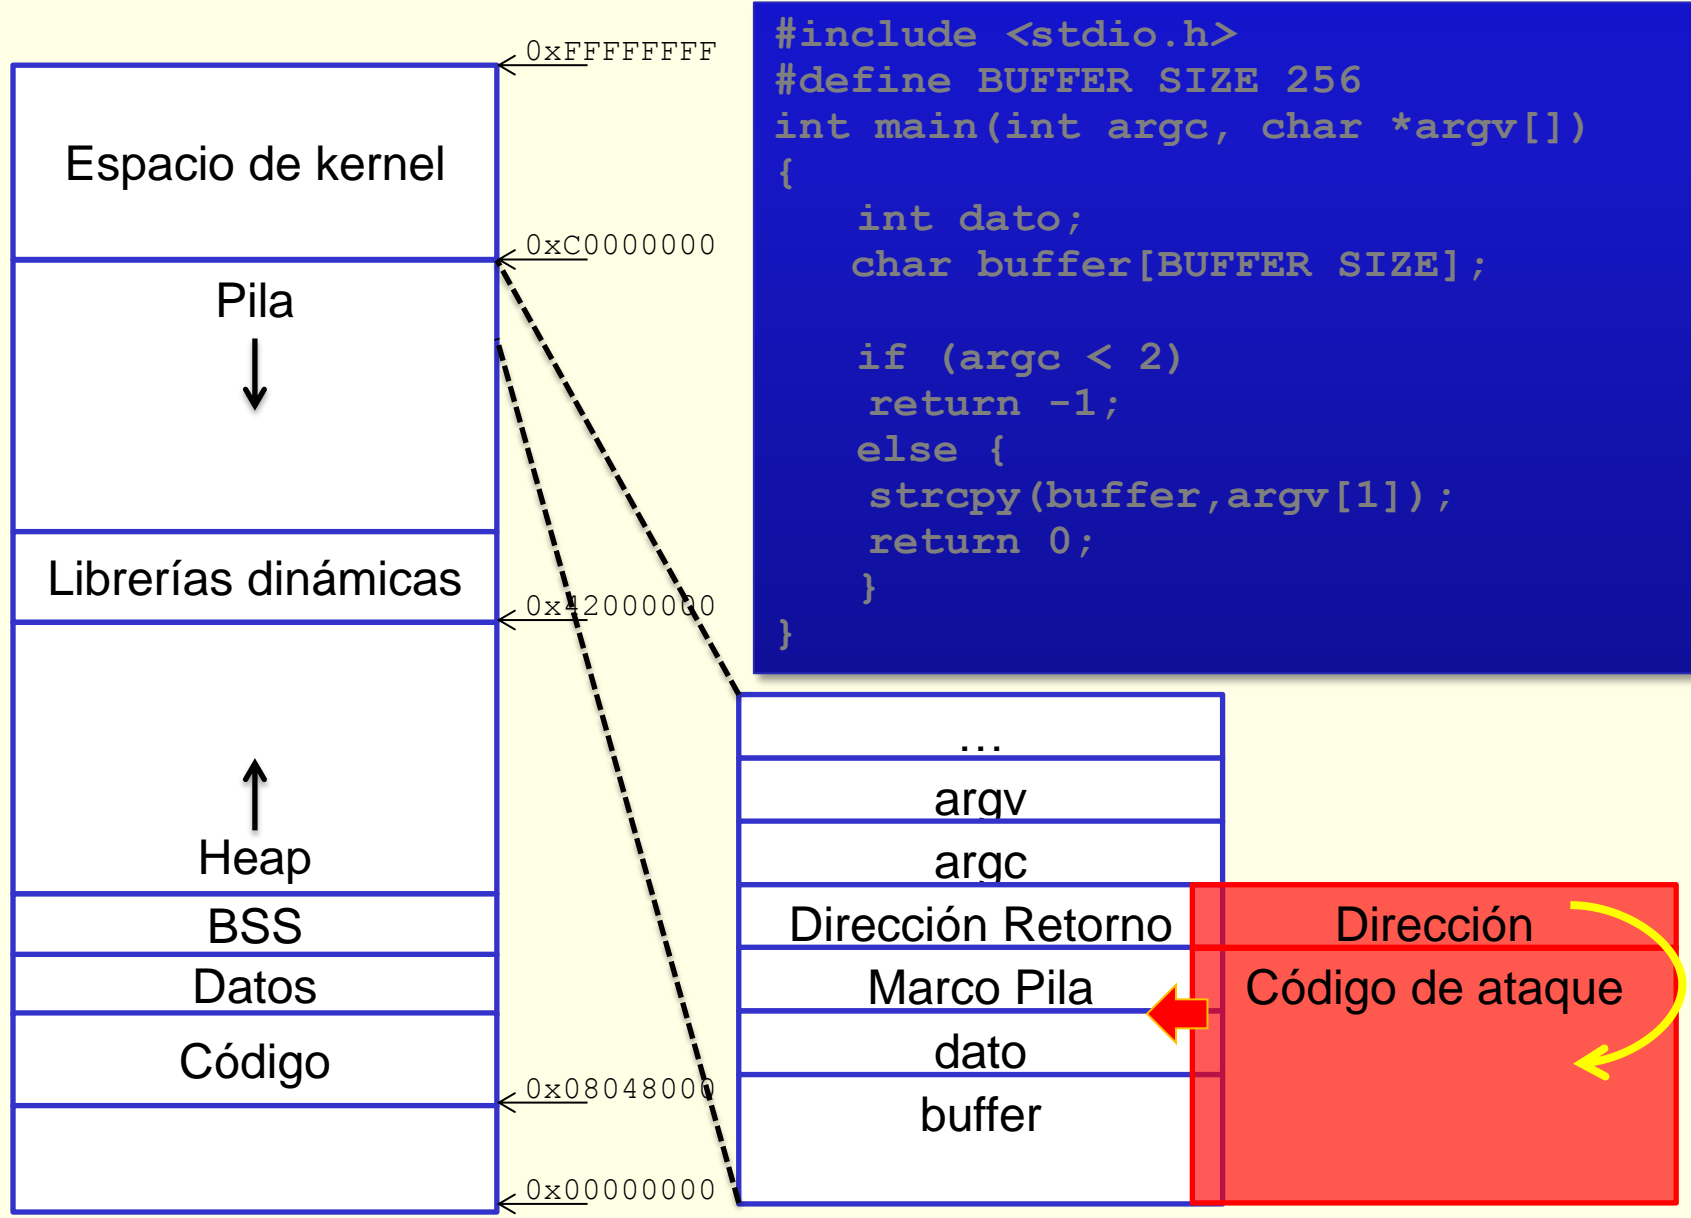 0xFFFFFFFF
Espacio de kernel
0xC0000000
Pila
Librerías dinámicas
0x42000000
Heap
BSS
Datos
Código
0x08048000
0x00000000
#include <stdio.h>
#define BUFFER SIZE 256
int main(int argc, char *argv[])
{
int dato;
char buffer[BUFFER SIZE];
if (argc < 2)
return -1;
else {
strcpy(buffer,argv[1]);
return 0;
}
}
...
argv
argc
Dirección Retorno
Marco Pila
dato
buffer
Dirección
Código de ataque